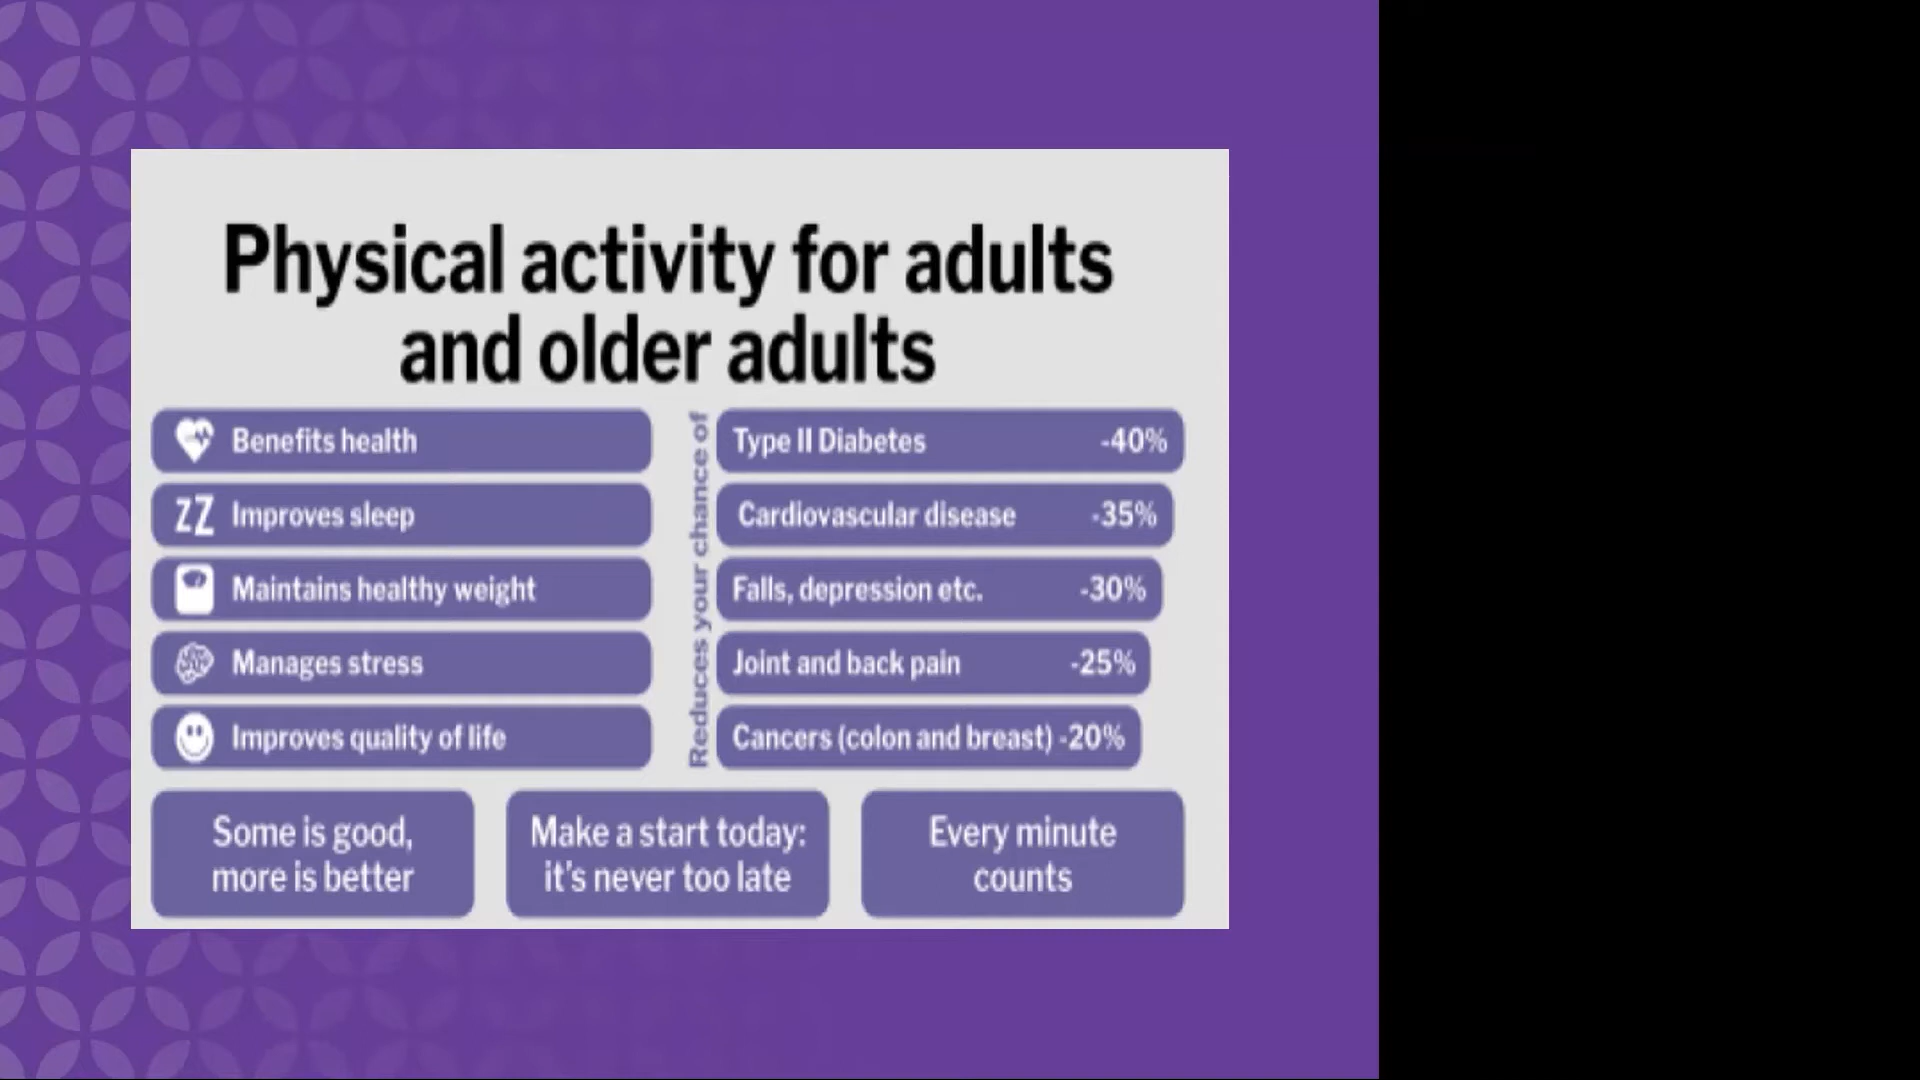 Physical activity for adults
and older adults
Benefits health
ZZ Improves sleep
Maintains healthy weight
Manages stress
Improves quality of life
Reduces your chance of
Type II Diabetes -40%
Cardiovascular disease -35%
Falls, depression etc. -30%
Joint and back pain -25%
Cancers (colon and breast) -20%
Some is good,
more is better
Make a start today:
it's never too late
Every minute
counts